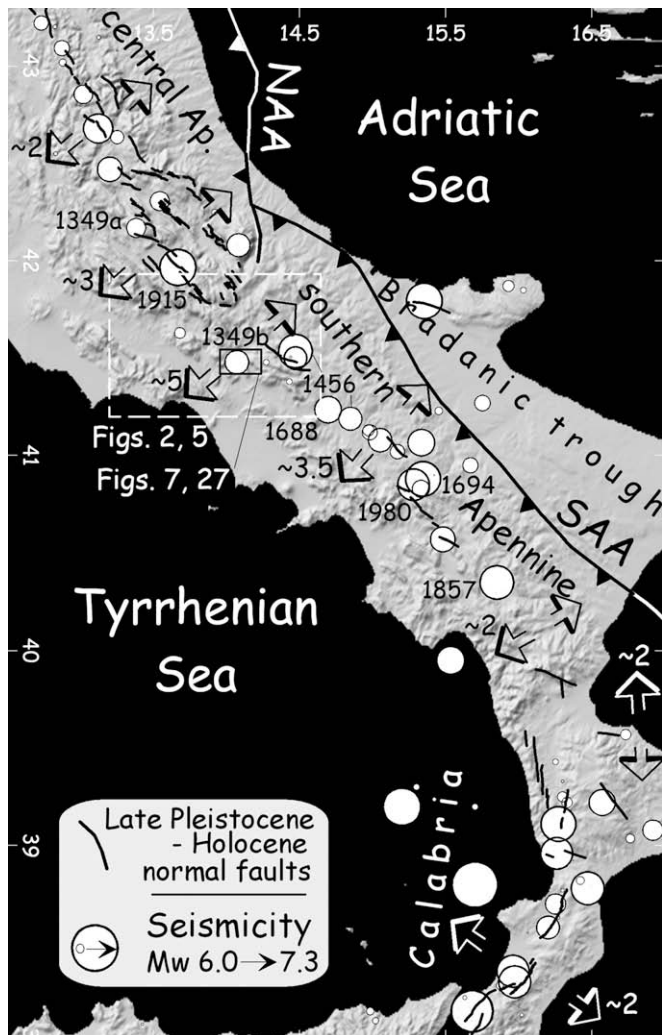 13.5
14.5
15.5
16.5
43
central Ap.
NAA
Adriatic
Sea
~2
1349a
42
~3
1915
Bradanic trough
southern
1349b
~5
1456
1688
Figs. 2, 5
41
~3.5
1694
Figs. 7, 27
1980
Apennine
SAA
1857
Tyrrhenian
Sea
~2
40
~2
39
Calabria
Late Pleistocene
- Holocene
normal faults
Seismicity
Mw 6.0→7.3
~2